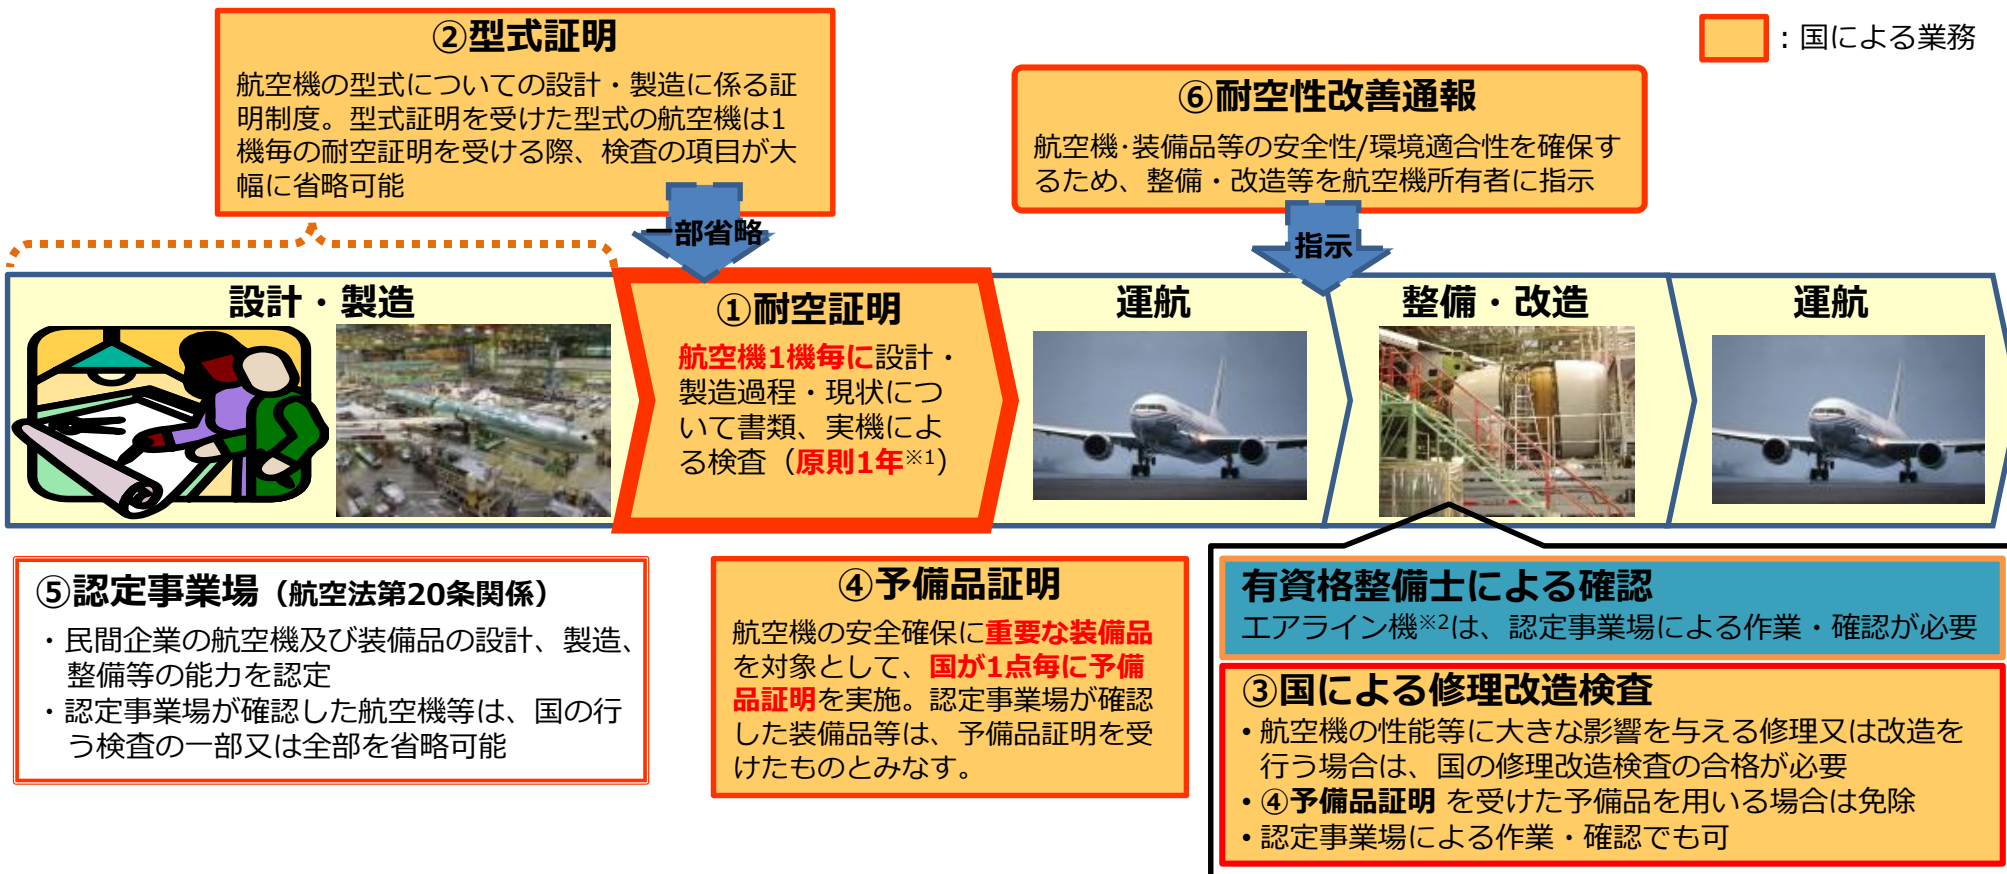 ②型式証明
航空機の型式についての設計・製造に係る証
明制度。型式証明を受けた型式の航空機は1
機毎の耐空証明を受ける際、検査の項目が大
幅に省略可能
:国による業務
⑥耐空性改善通報
航空機･装備品等の安全性/環境適合性を確保す
るため、整備・改造等を航空機所有者に指示
一部省略
指示
設計・製造
①耐空証明
航空機1機毎に設計・
製造過程・現状につ
いて書類、実機によ
る検査（原則1年※1）
運航
整備・改造
運航
⑤認定事業場（航空法第20条関係）
・民間企業の航空機及び装備品の設計、製造、
整備等の能力を認定
・認定事業場が確認した航空機等は、国の行
う検査の一部又は全部を省略可能
④予備品証明
航空機の安全確保に重要な装備品
を対象として、国が1点毎に予備
品証明を実施。認定事業場が確認
した装備品等は、予備品証明を受
けたものとみなす。
有資格整備士による確認
エアライン機※2は、認定事業場による作業・確認が必要
③国による修理改造検査
• 航空機の性能等に大きな影響を与える修理又は改造を
行う場合は、国の修理改造検査の合格が必要
• ④予備品証明 を受けた予備品を用いる場合は免除
• 認定事業場による作業・確認でも可